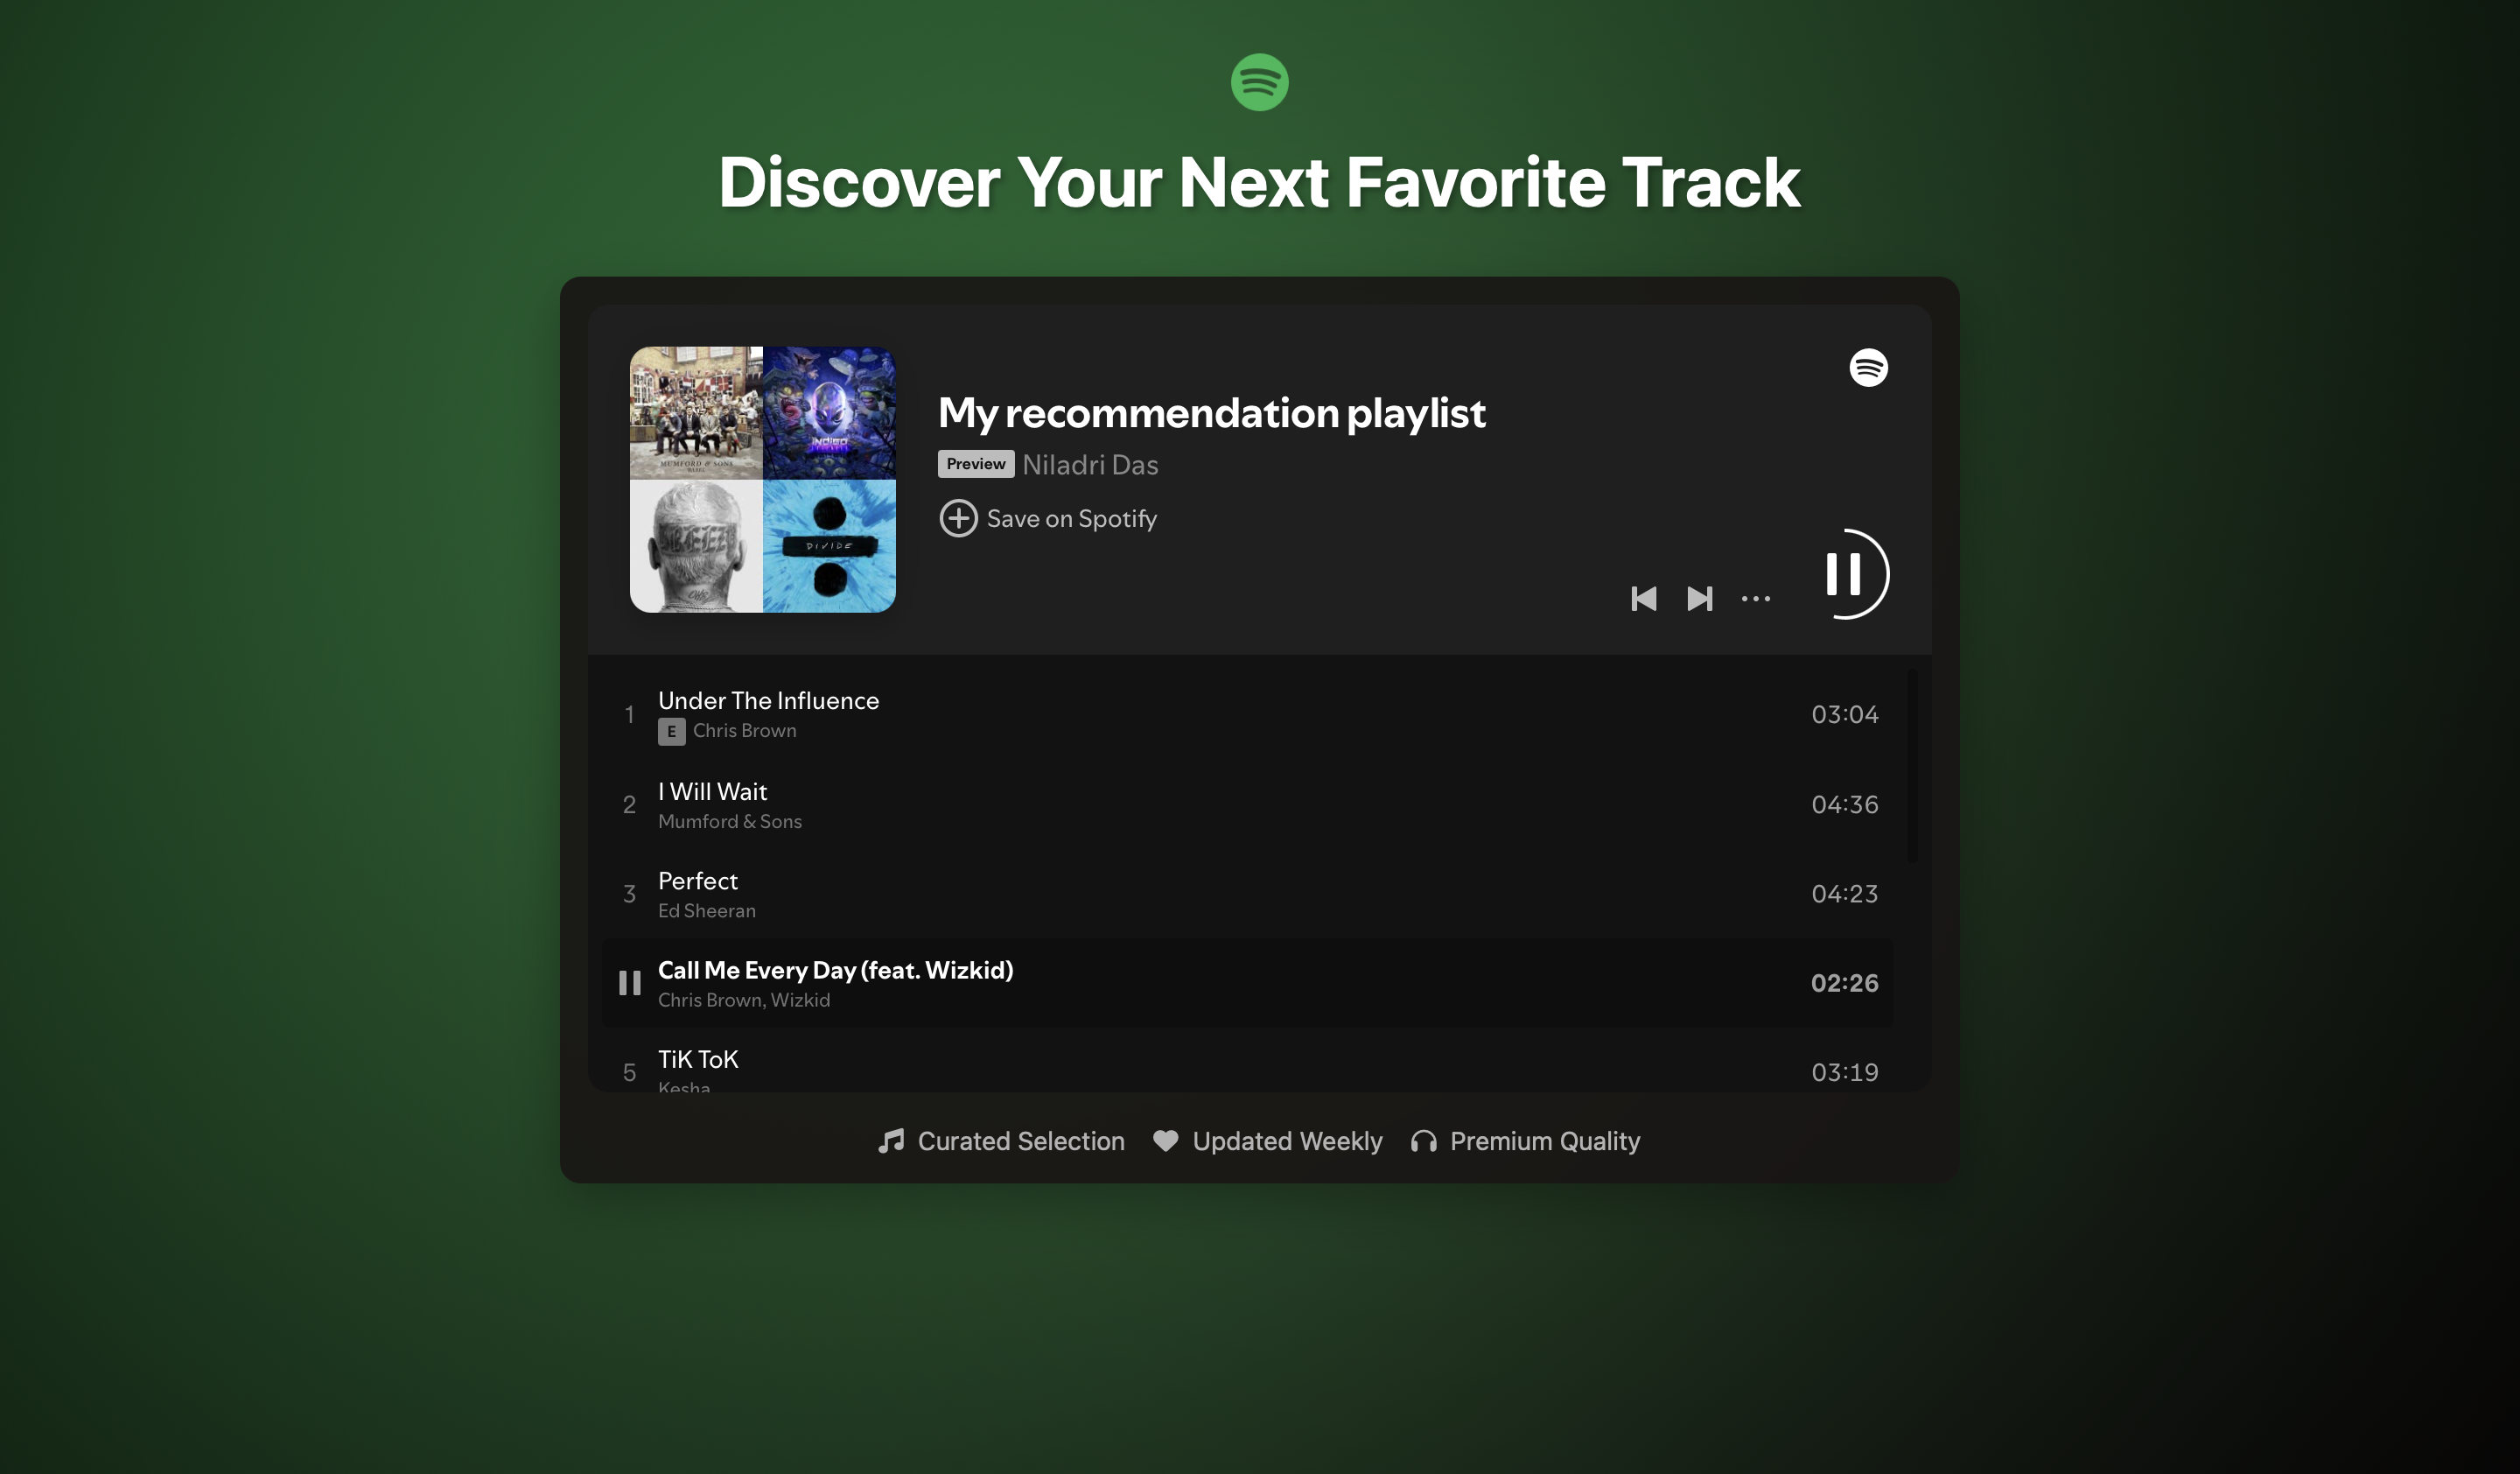 Discover Your Next Favorite Track
MUMFORD & SONS
BABEL
INDIGO
BREEZY
DIVIDE
My recommendation playlist
Preview Niladri Das
Save on Spotify
1
Under The Influence
E Chris Brown
03:04
2
I Will Wait
Mumford & Sons
04:36
3
Perfect
Ed Sheeran
04:23
Call Me Every Day (feat. Wizkid)
Chris Brown, Wizkid
02:26
5
TiK ToK
Kesha
03:19
Curated Selection Updated Weekly Premium Quality